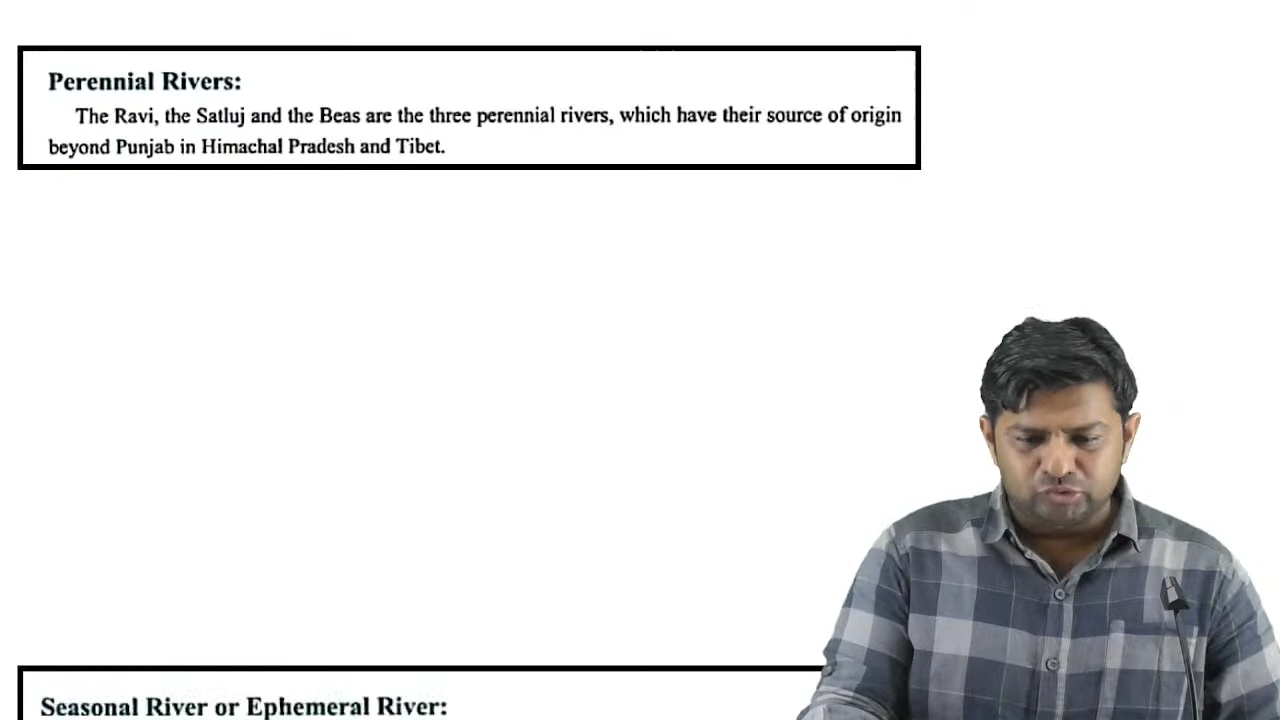 Perennial Rivers:
The Ravi, the Satluj and the Beas are the three perennial rivers, which have their source of origin
beyond Punjab in Himachal Pradesh and Tibet.
Seasonal River or Ephemeral River: